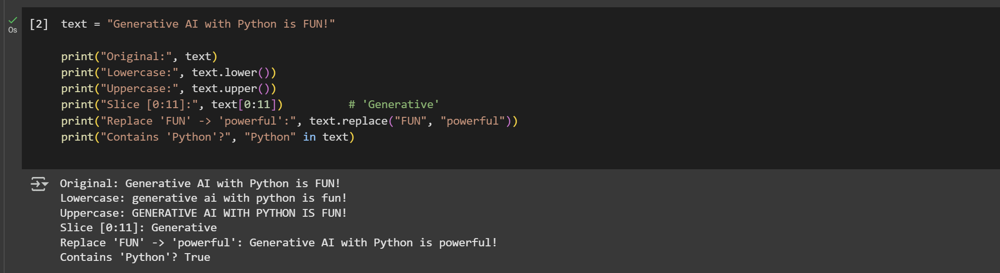 [2] text = "Generative AI with Python is FUN!"
0s
print("Original:", text)
print("Lowercase:", text.lower())
print("Uppercase:", text.upper())
print("Slice [0:11]:", text[0:11])          # 'Generative'
print("Replace 'FUN' -> 'powerful':", text.replace("FUN", "powerful"))
print("Contains 'Python'?", "Python" in text)
Original: Generative AI with Python is FUN!
Lowercase: generative ai with python is fun!
Uppercase: GENERATIVE AI WITH PYTHON IS FUN!
Slice [0:11]: Generative
Replace 'FUN' -> 'powerful': Generative AI with Python is powerful!
Contains 'Python'? True